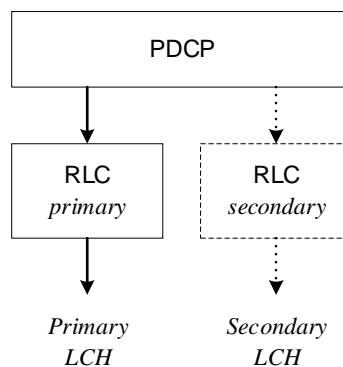 PDCP
RLC
primary
RLC
secondary
Primary
LCH
Secondary
LCH